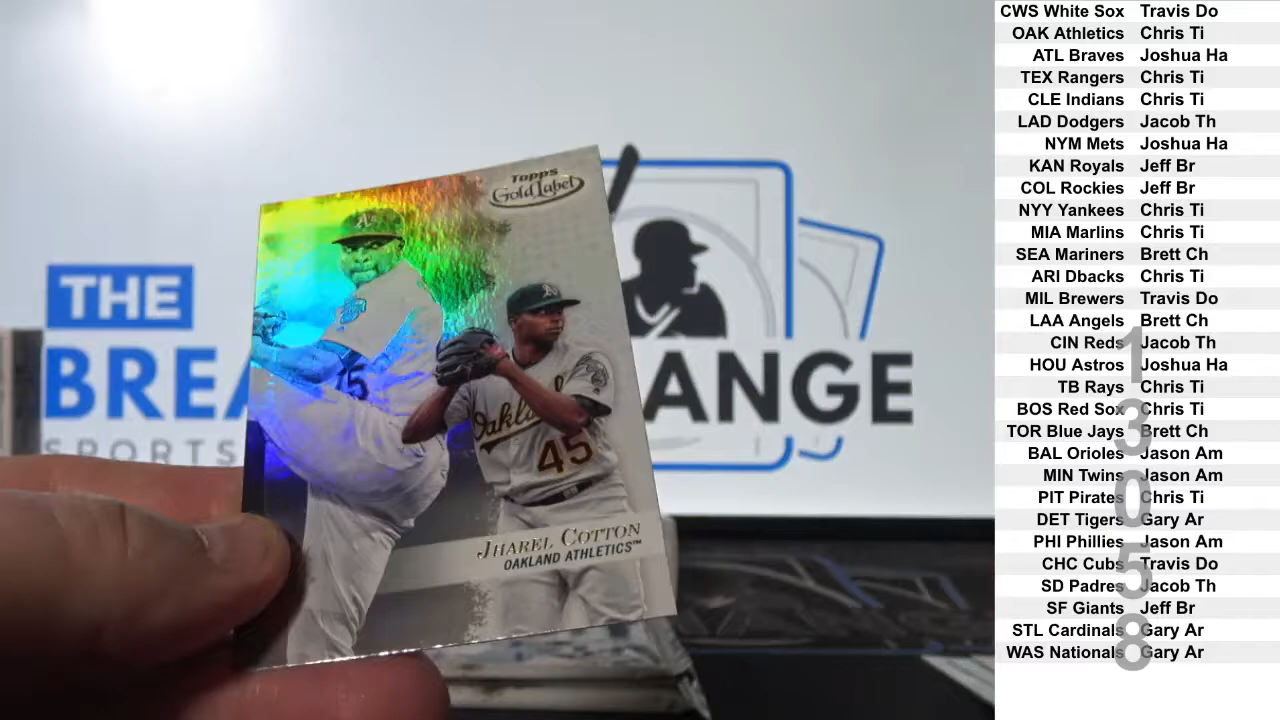 Topps
Gold Label
A's
Oakla
45
5
JHAREL COTTON
OAKLAND ATHLETICS™
THE
BREA
ANGE
SPORTS
CWS White Sox Travis Do
OAK Athletics Chris Ti
ATL Braves Joshua Ha
TEX Rangers Chris Ti
CLE Indians Chris Ti
LAD Dodgers Jacob Th
NYM Mets Joshua Ha
KAN Royals Jeff Br
COL Rockies Jeff Br
NYY Yankees Chris Ti
MIA Marlins Chris Ti
SEA Mariners Brett Ch
ARI Dbacks Chris Ti
MIL Brewers Travis Do
LAA Angels Brett Ch
CIN Reds Jacob Th
HOU Astros Joshua Ha
TB Rays Chris Ti
BOS Red Sox Chris Ti
TOR Blue Jays Brett Ch
BAL Orioles Jason Am
MIN Twins Jason Am
PIT Pirates Chris Ti
DET Tigers Gary Ar
PHI Phillies Jason Am
CHC Cubs Travis Do
SD Padres Jacob Th
SF Giants Jeff Br
STL Cardinals Gary Ar
WAS Nationals Gary Ar
13058